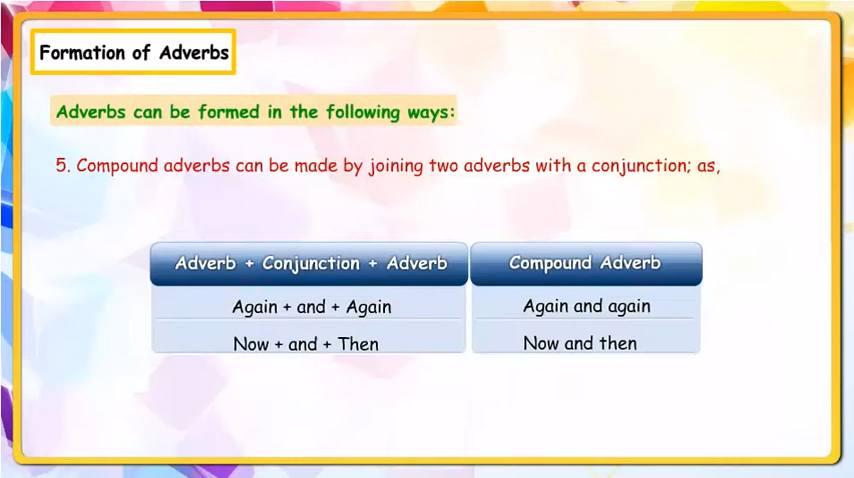 Formation of Adverbs
Adverbs can be formed in the following ways:
5. Compound adverbs can be made by joining two adverbs with a conjunction; as,
Adverb + Conjunction + Adverb Compound Adverb
Again + and + Again Again and again
Now + and + Then Now and then